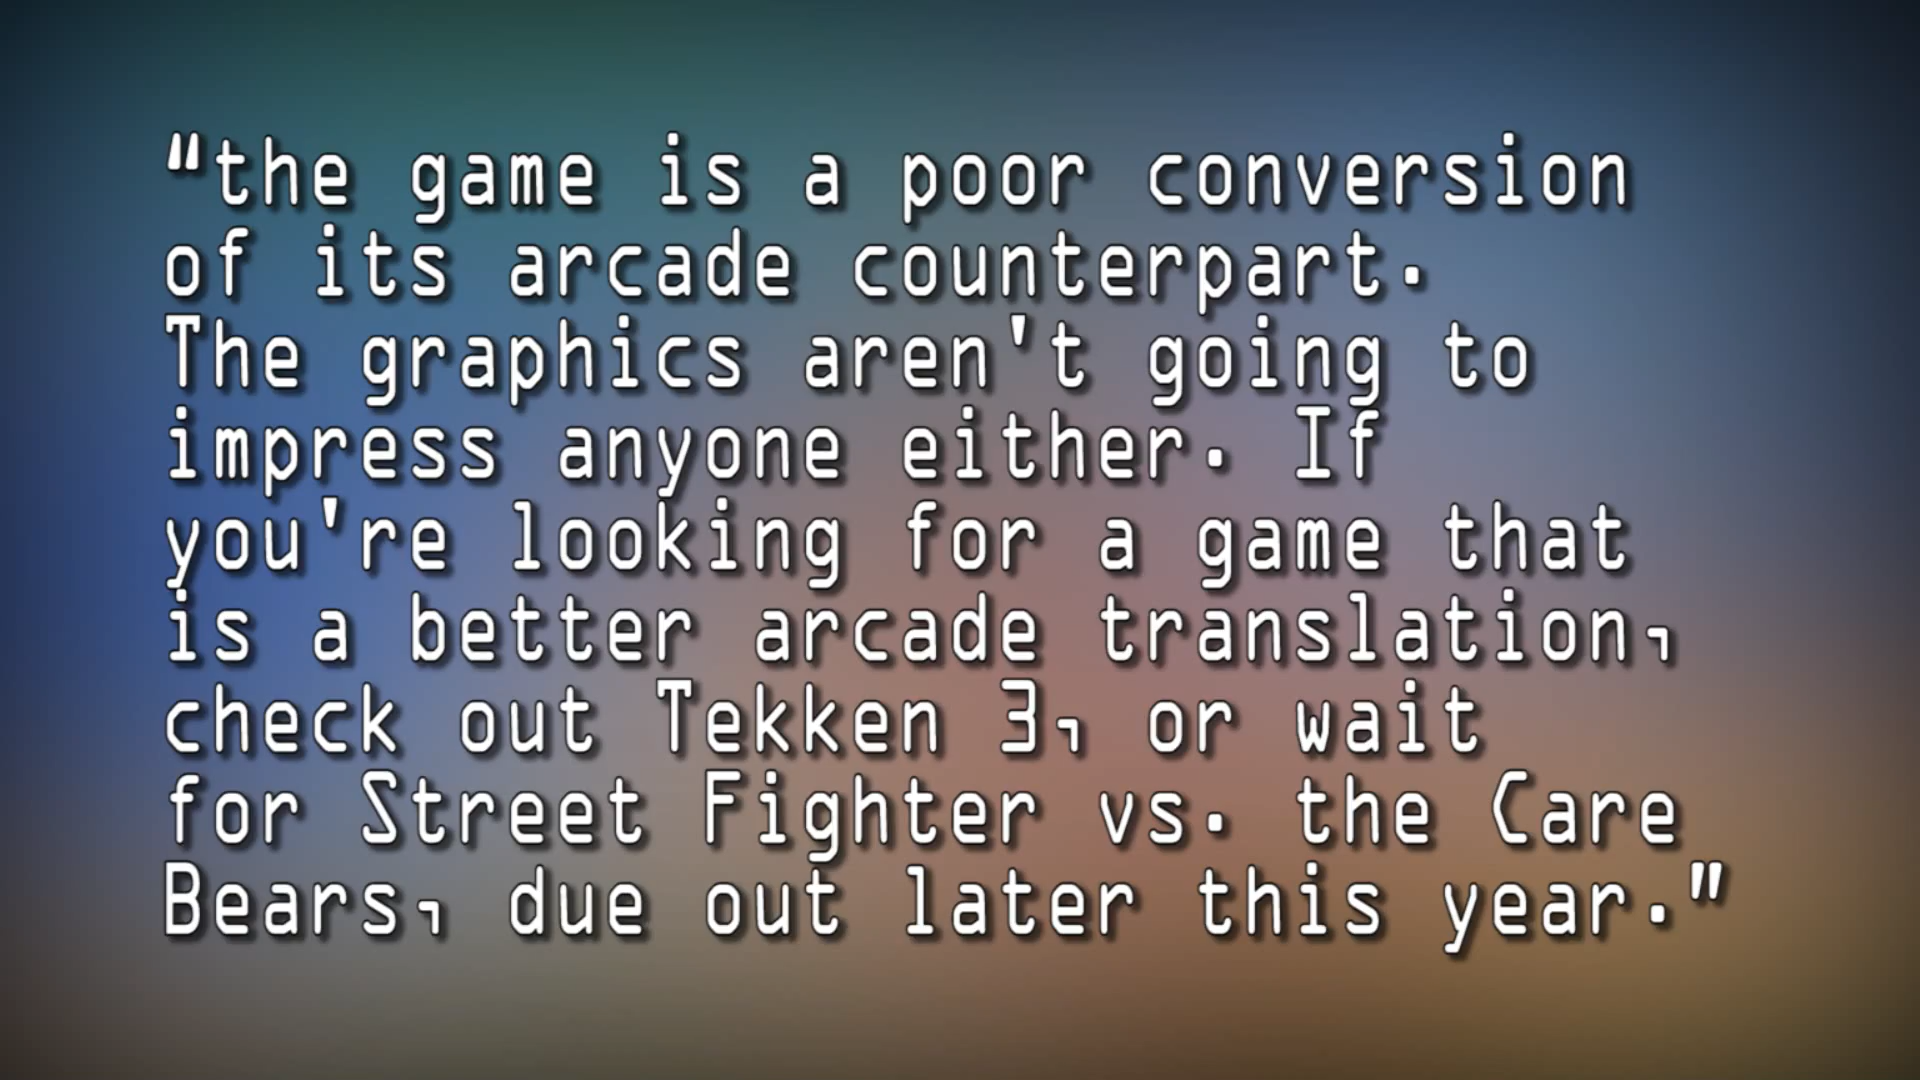 "the game is a poor conversion
of its arcade counterpart.
The graphics aren't going to
impress anyone either. If
you're looking for a game that
is a better arcade translation,
check out Tekken 3, or wait
for Street Fighter vs. the Care
Bears, due out later this year."